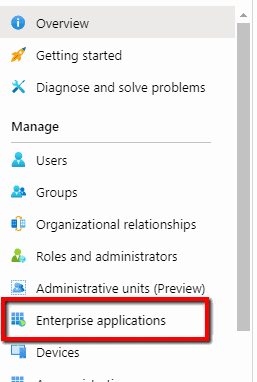 Overview
Getting started
Diagnose and solve problems
Manage
Users
Groups
Organizational relationships
Roles and administrators
Administrative units (Preview)
Enterprise applications
Devices